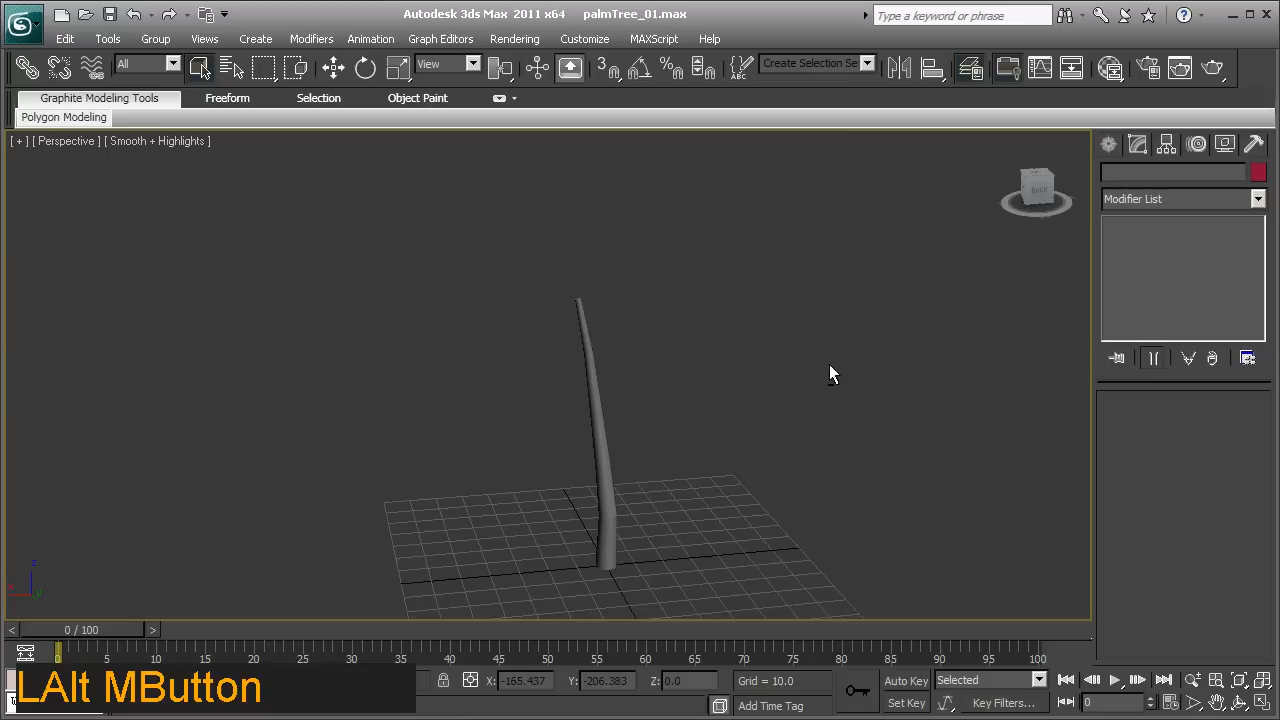 Autodesk 3ds Max 2011 x64 palmTree_01.max
Type a keyword or phrase
Edit Tools Group Views Create Modifiers Animation Graph Editors Rendering Customize MAXScript Help
All View 3 Create Selection Se
Graphite Modeling Tools Freeform Selection Object Paint
Polygon Modeling
[ + ] [ Perspective ] [ Smooth + Highlights ]
BACK
Modifier List
z
x
y
< 0 / 100 >
0 5 10 15 20 25 30 35 40 45 50 55 60 65 70 75 80 85 90 95 100
LAlt MButton
X: -165.437 Y: -206.383 Z: 0.0 Grid = 10.0 Auto Key Selected
Add Time Tag Set Key Key Filters... 0